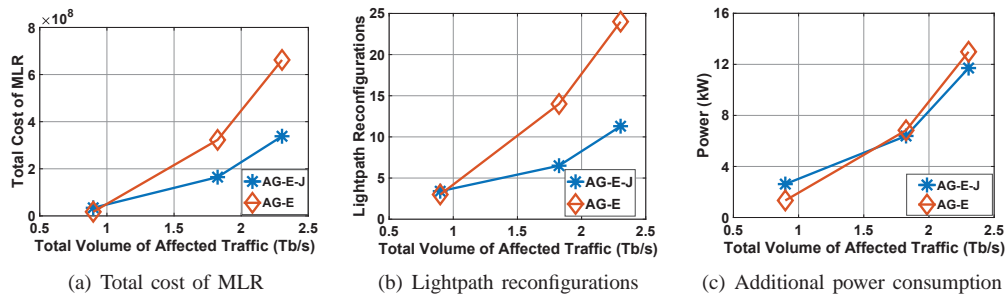 ×10^8
8
6
4
2
0
Total Cost of MLR
AG-E-J
AG-E
0.5 1 1.5 2 2.5
Total Volume of Affected Traffic (Tb/s)
(a) Total cost of MLR
25
20
15
10
5
0
Lightpath Reconfigurations
AG-E-J
AG-E
0.5 1 1.5 2 2.5
Total Volume of Affected Traffic (Tb/s)
(b) Lightpath reconfigurations
16
12
8
4
0
Power (kW)
AG-E-J
AG-E
0.5 1 1.5 2 2.5
Total Volume of Affected Traffic (Tb/s)
(c) Additional power consumption